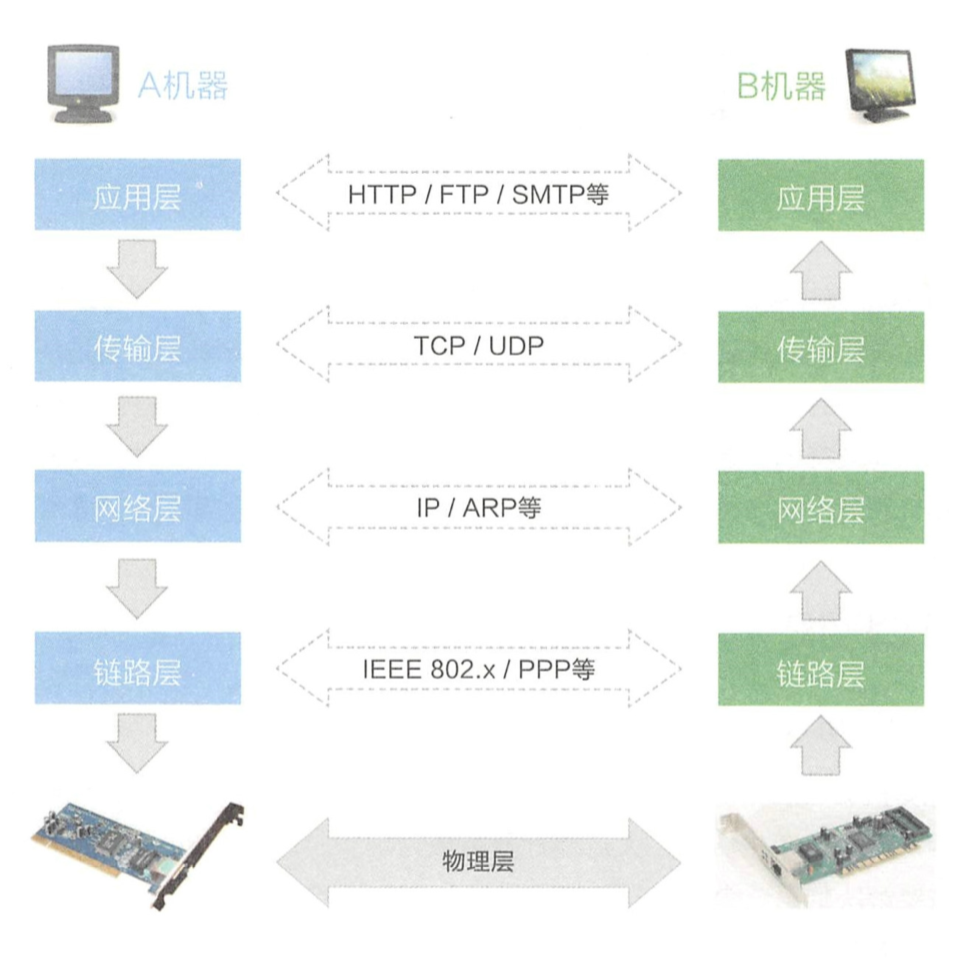 A机器
B机器
应用层
HTTP / FTP / SMTP等
应用层
传输层
TCP / UDP
传输层
网络层
IP / ARP等
网络层
链路层
IEEE 802.x / PPP等
链路层
物理层